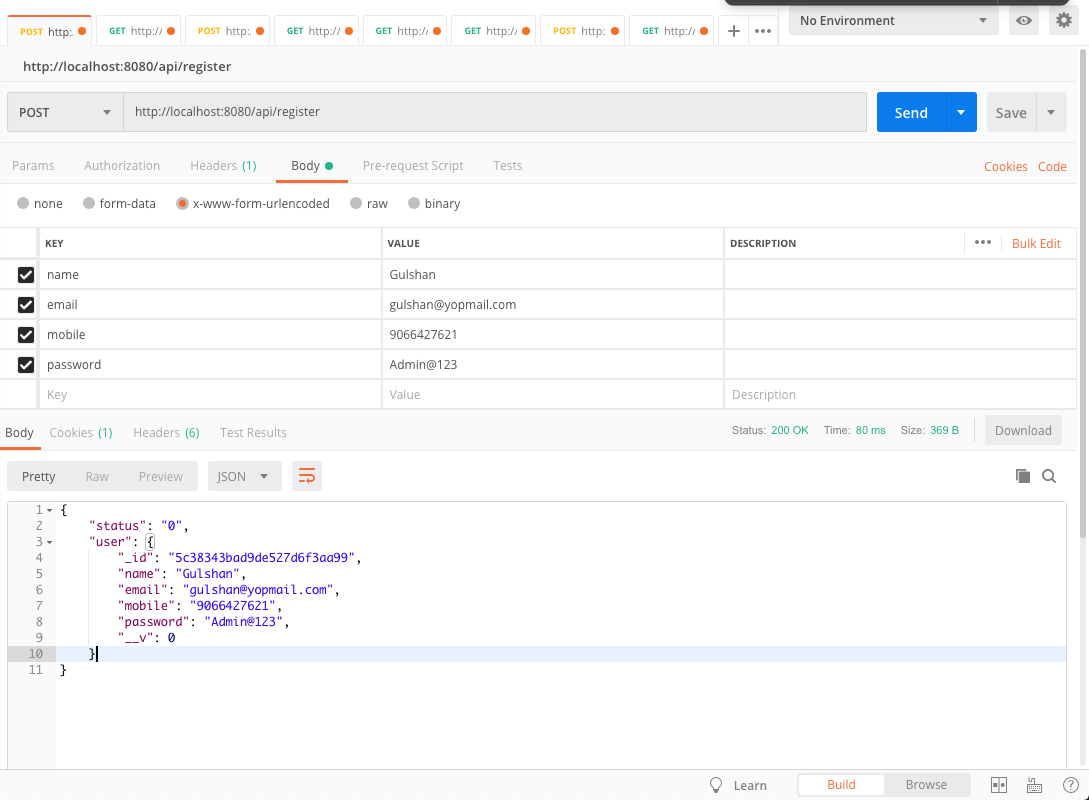 POST http:. GET http:// POST http:. GET http:// GET http:// GET http:// POST http: GET http:// No Environment
http://localhost:8080/api/register
POST http://localhost:8080/api/register Send Save
Params Authorization Headers (1) Body Pre-request Script Tests Cookies Code
none form-data x-www-form-urlencoded raw binary
KEY VALUE DESCRIPTION ••• Bulk Edit
name Gulshan
email gulshan@yopmail.com
mobile 9066427621
password Admin@123
Key Value Description
Body Cookies (1) Headers (6) Test Results Status: 200 OK Time: 80 ms Size: 369 B Download
Pretty Raw Preview JSON
1 {
2 "status": "0",
3 "user": {
4 "_id": "5c38343bad9de527d6f3aa99",
5 "name": "Gulshan",
6 "email": "gulshan@yopmail.com",
7 "mobile": "9066427621",
8 "password": "Admin@123",
9 "__v": 0
10 }
11 }
Learn Build Browse